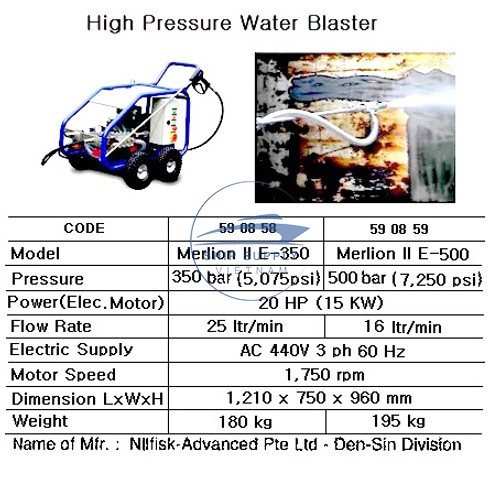 High Pressure Water Blaster
CODE 59 08 58 59 08 59
Model Merlion II E-350 Merlion II E-500
Pressure 350 bar (5,075psi) 500 bar (7,250 psi)
Power(Elec.Motor) 20 HP (15 KW)
Flow Rate 25 ltr/min 16 ltr/min
Electric Supply AC 440V 3 ph 60 Hz
Motor Speed 1,750 rpm
Dimension LxWxH 1,210 x 750 x 960 mm
Weight 180 kg 195 kg
Name of Mfr. : Nilfisk-Advanced Pte Ltd - Den-Sin Division
VIETNAM